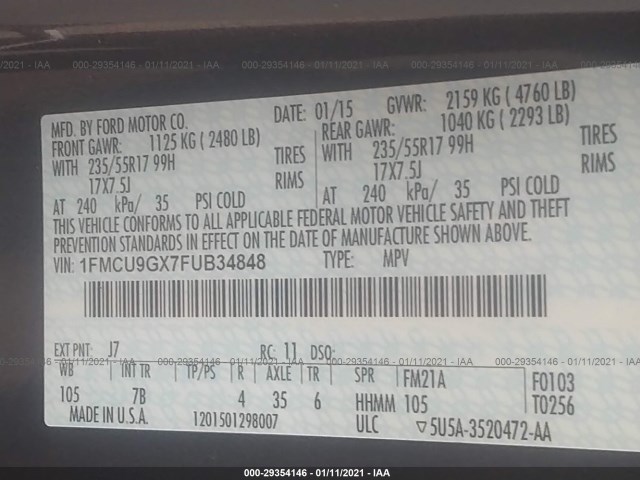 000-29354146 - 01/11/2021 - IAA
MFD. BY FORD MOTOR CO. DATE: 01/15 GVWR: 2159 KG ( 4760 LB)
FRONT GAWR: 1125 KG ( 2480 LB) REAR GAWR: 1040 KG ( 2293 LB)
WITH 235/55R17 99H TIRES WITH 235/55R17 99H TIRES
17X7.5J RIMS 17X7.5J RIMS
AT 240 kPa/ 35 PSI COLD AT 240 kPa/ 35 PSI COLD
THIS VEHICLE CONFORMS TO ALL APPLICABLE FEDERAL MOTOR VEHICLE SAFETY AND THEFT
PREVENTION STANDARDS IN EFFECT ON THE DATE OF MANUFACTURE SHOWN ABOVE.
VIN: 1FMCU9GX7FUB34848 TYPE: MPV
EXT PNT: J7 RC: 11 DSO:
000-29354146 - 01/11/2021 - IAA
WB INT TR TP/PS R AXLE TR SPR FM21A F0103
105 7B 4 35 6 HHMM 105 T0256
MADE IN U.S.A. 1201501298007 ULC ▽5U5A-3520472-AA
000-29354146 - 01/11/2021 - IAA